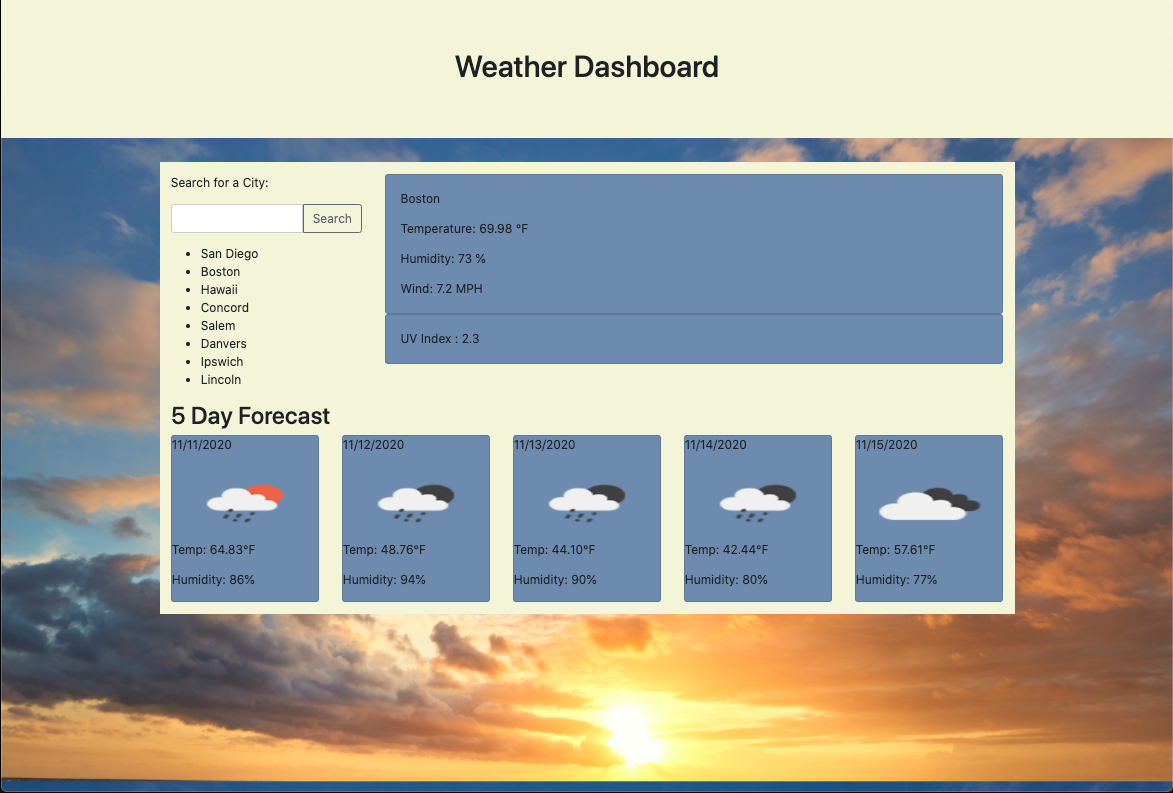 Weather Dashboard
Search for a City:
Search
San Diego
Boston
Hawaii
Concord
Salem
Danvers
Ipswich
Lincoln
Boston
Temperature: 69.98 °F
Humidity: 73 %
Wind: 7.2 MPH
UV Index : 2.3
5 Day Forecast
11/11/2020
Temp: 64.83°F
Humidity: 86%
11/12/2020
Temp: 48.76°F
Humidity: 94%
11/13/2020
Temp: 44.10°F
Humidity: 90%
11/14/2020
Temp: 42.44°F
Humidity: 80%
11/15/2020
Temp: 57.61°F
Humidity: 77%